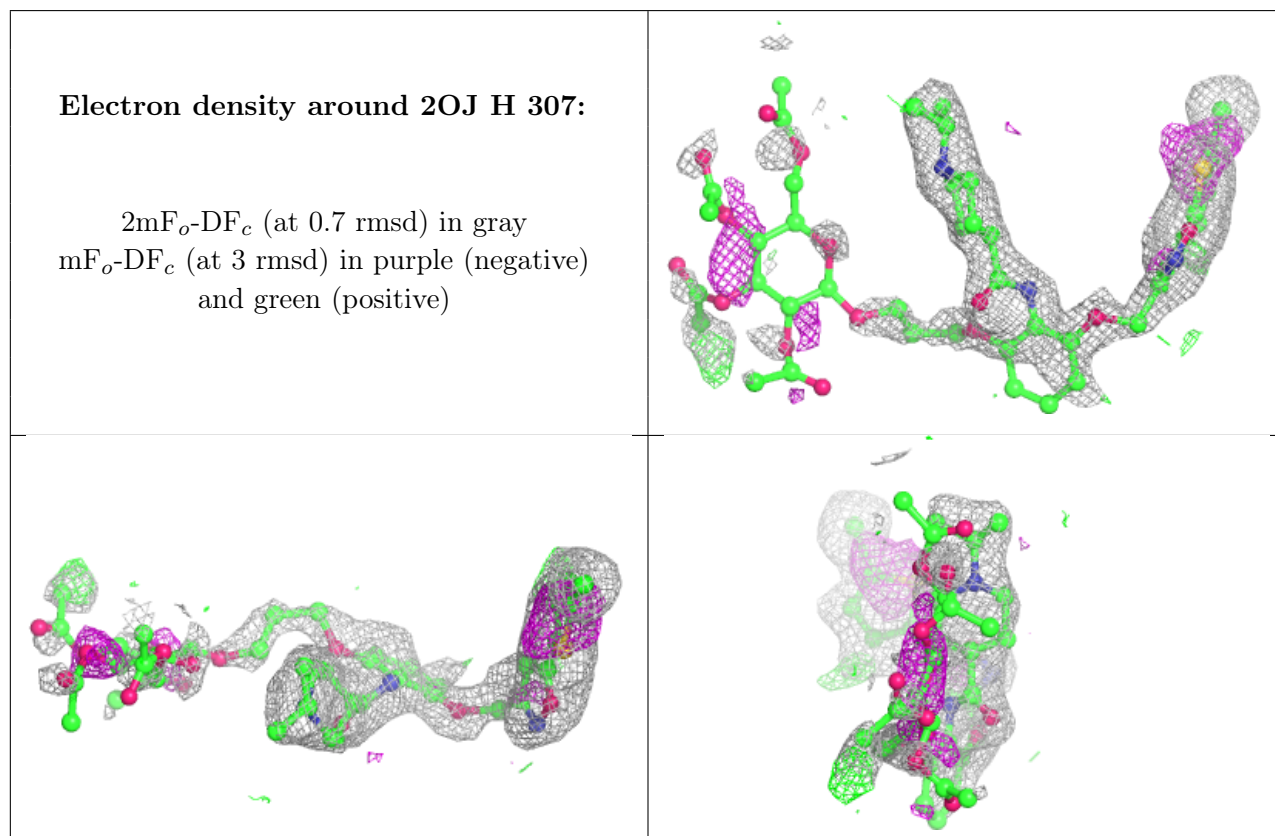 Electron density around 2OJ H 307:
2mFo-DFc (at 0.7 rmsd) in gray
mFo-DFc (at 3 rmsd) in purple (negative)
and green (positive)